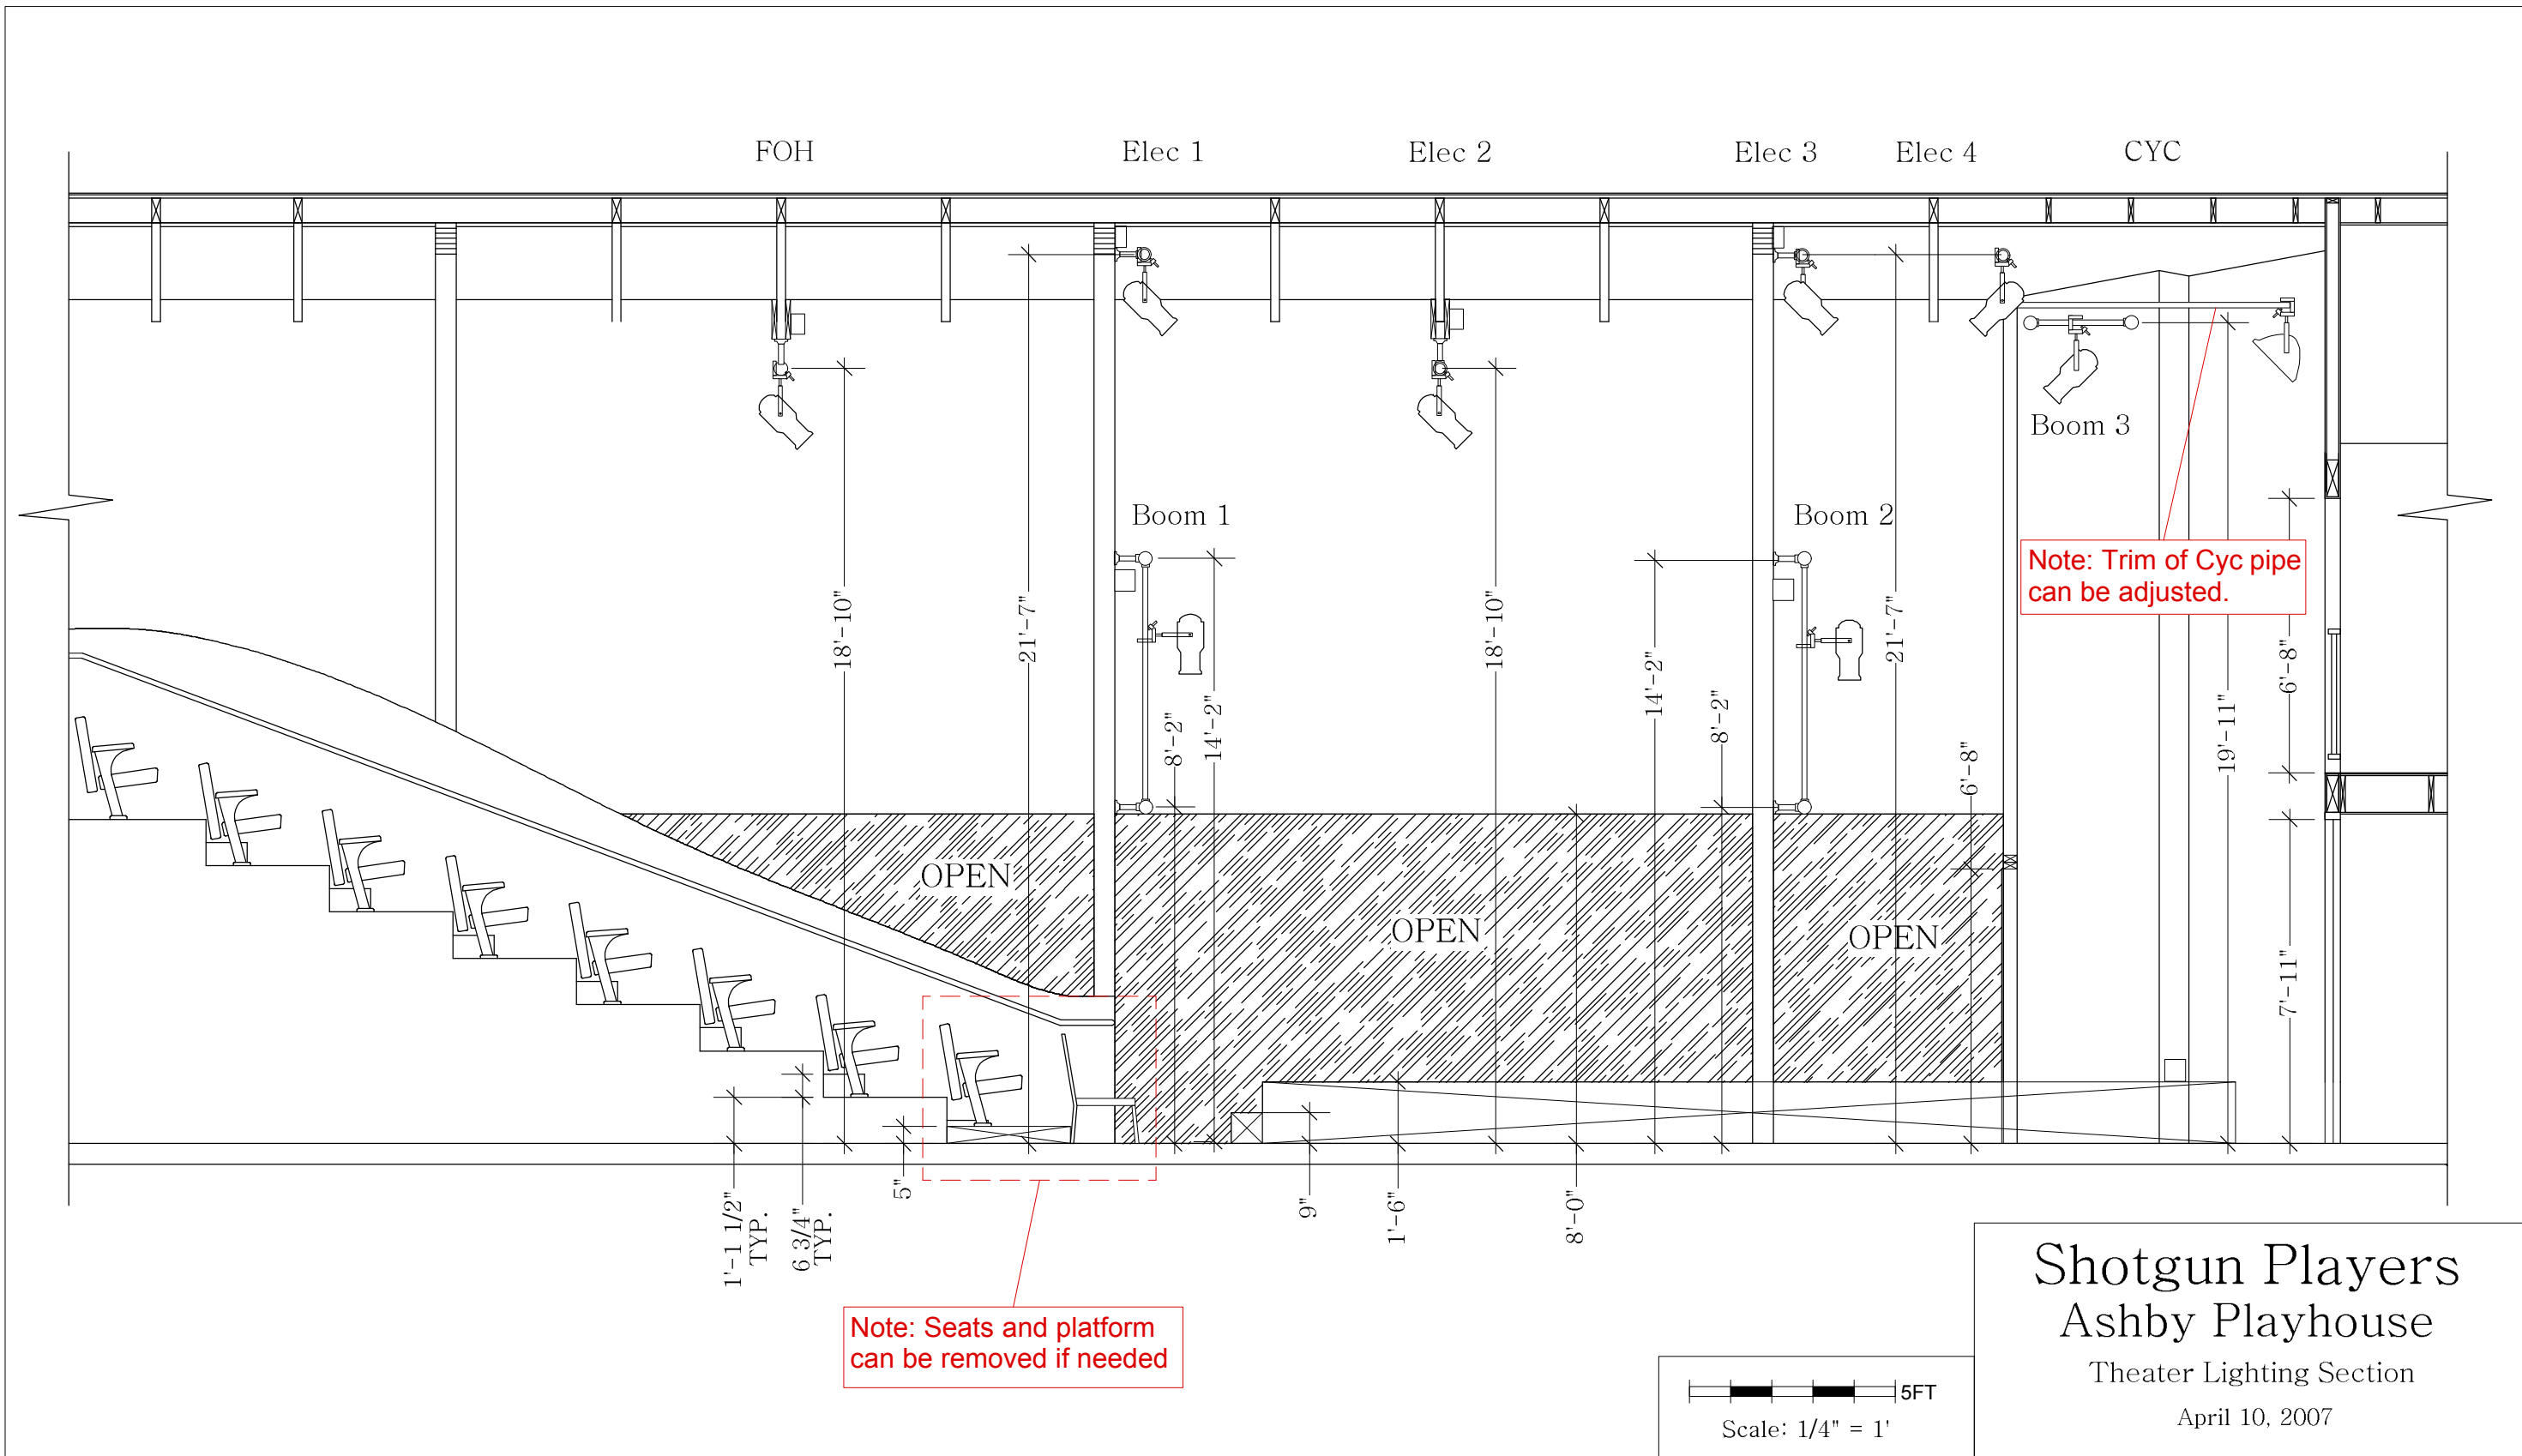 FOH
Elec 1
Elec 2
Elec 3
Elec 4
CYC
Boom 3
Boom 1
Boom 2
Note: Trim of Cyc pipe
can be adjusted.
18'-10"
21'-7"
8'-2"
14'-2"
18'-10"
14'-2"
8'-2"
21'-7"
6'-8"
19'-11"
6'-8"
7'-11"
OPEN
OPEN
OPEN
1'-1 1/2"
TYP.
6 3/4"
TYP.
5"
9"
1'-6"
8'-0"
Note: Seats and platform
can be removed if needed
5FT
Scale: 1/4" = 1'
Shotgun Players
Ashby Playhouse
Theater Lighting Section
April 10, 2007